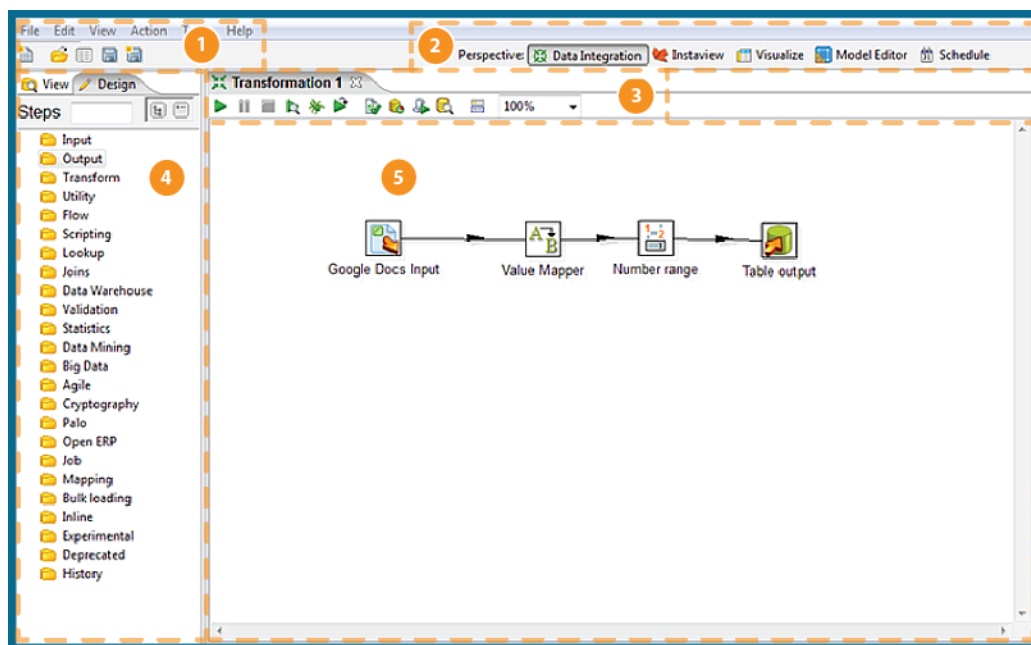 File Edit View Action Help
1
2
Perspective: Data Integration Instaview Visualize Model Editor 31 Schedule
View Design
Transformation 1
3
Steps
100%
Input
Output
Transform
4
Utility
Flow
Scripting
Lookup
Joins
Data Warehouse
Validation
Statistics
Data Mining
Big Data
Agile
Cryptography
Palo
Open ERP
Job
Mapping
Bulk loading
Inline
Experimental
Deprecated
History
5
A B
1-2
Google Docs Input
Value Mapper
Number range
Table output